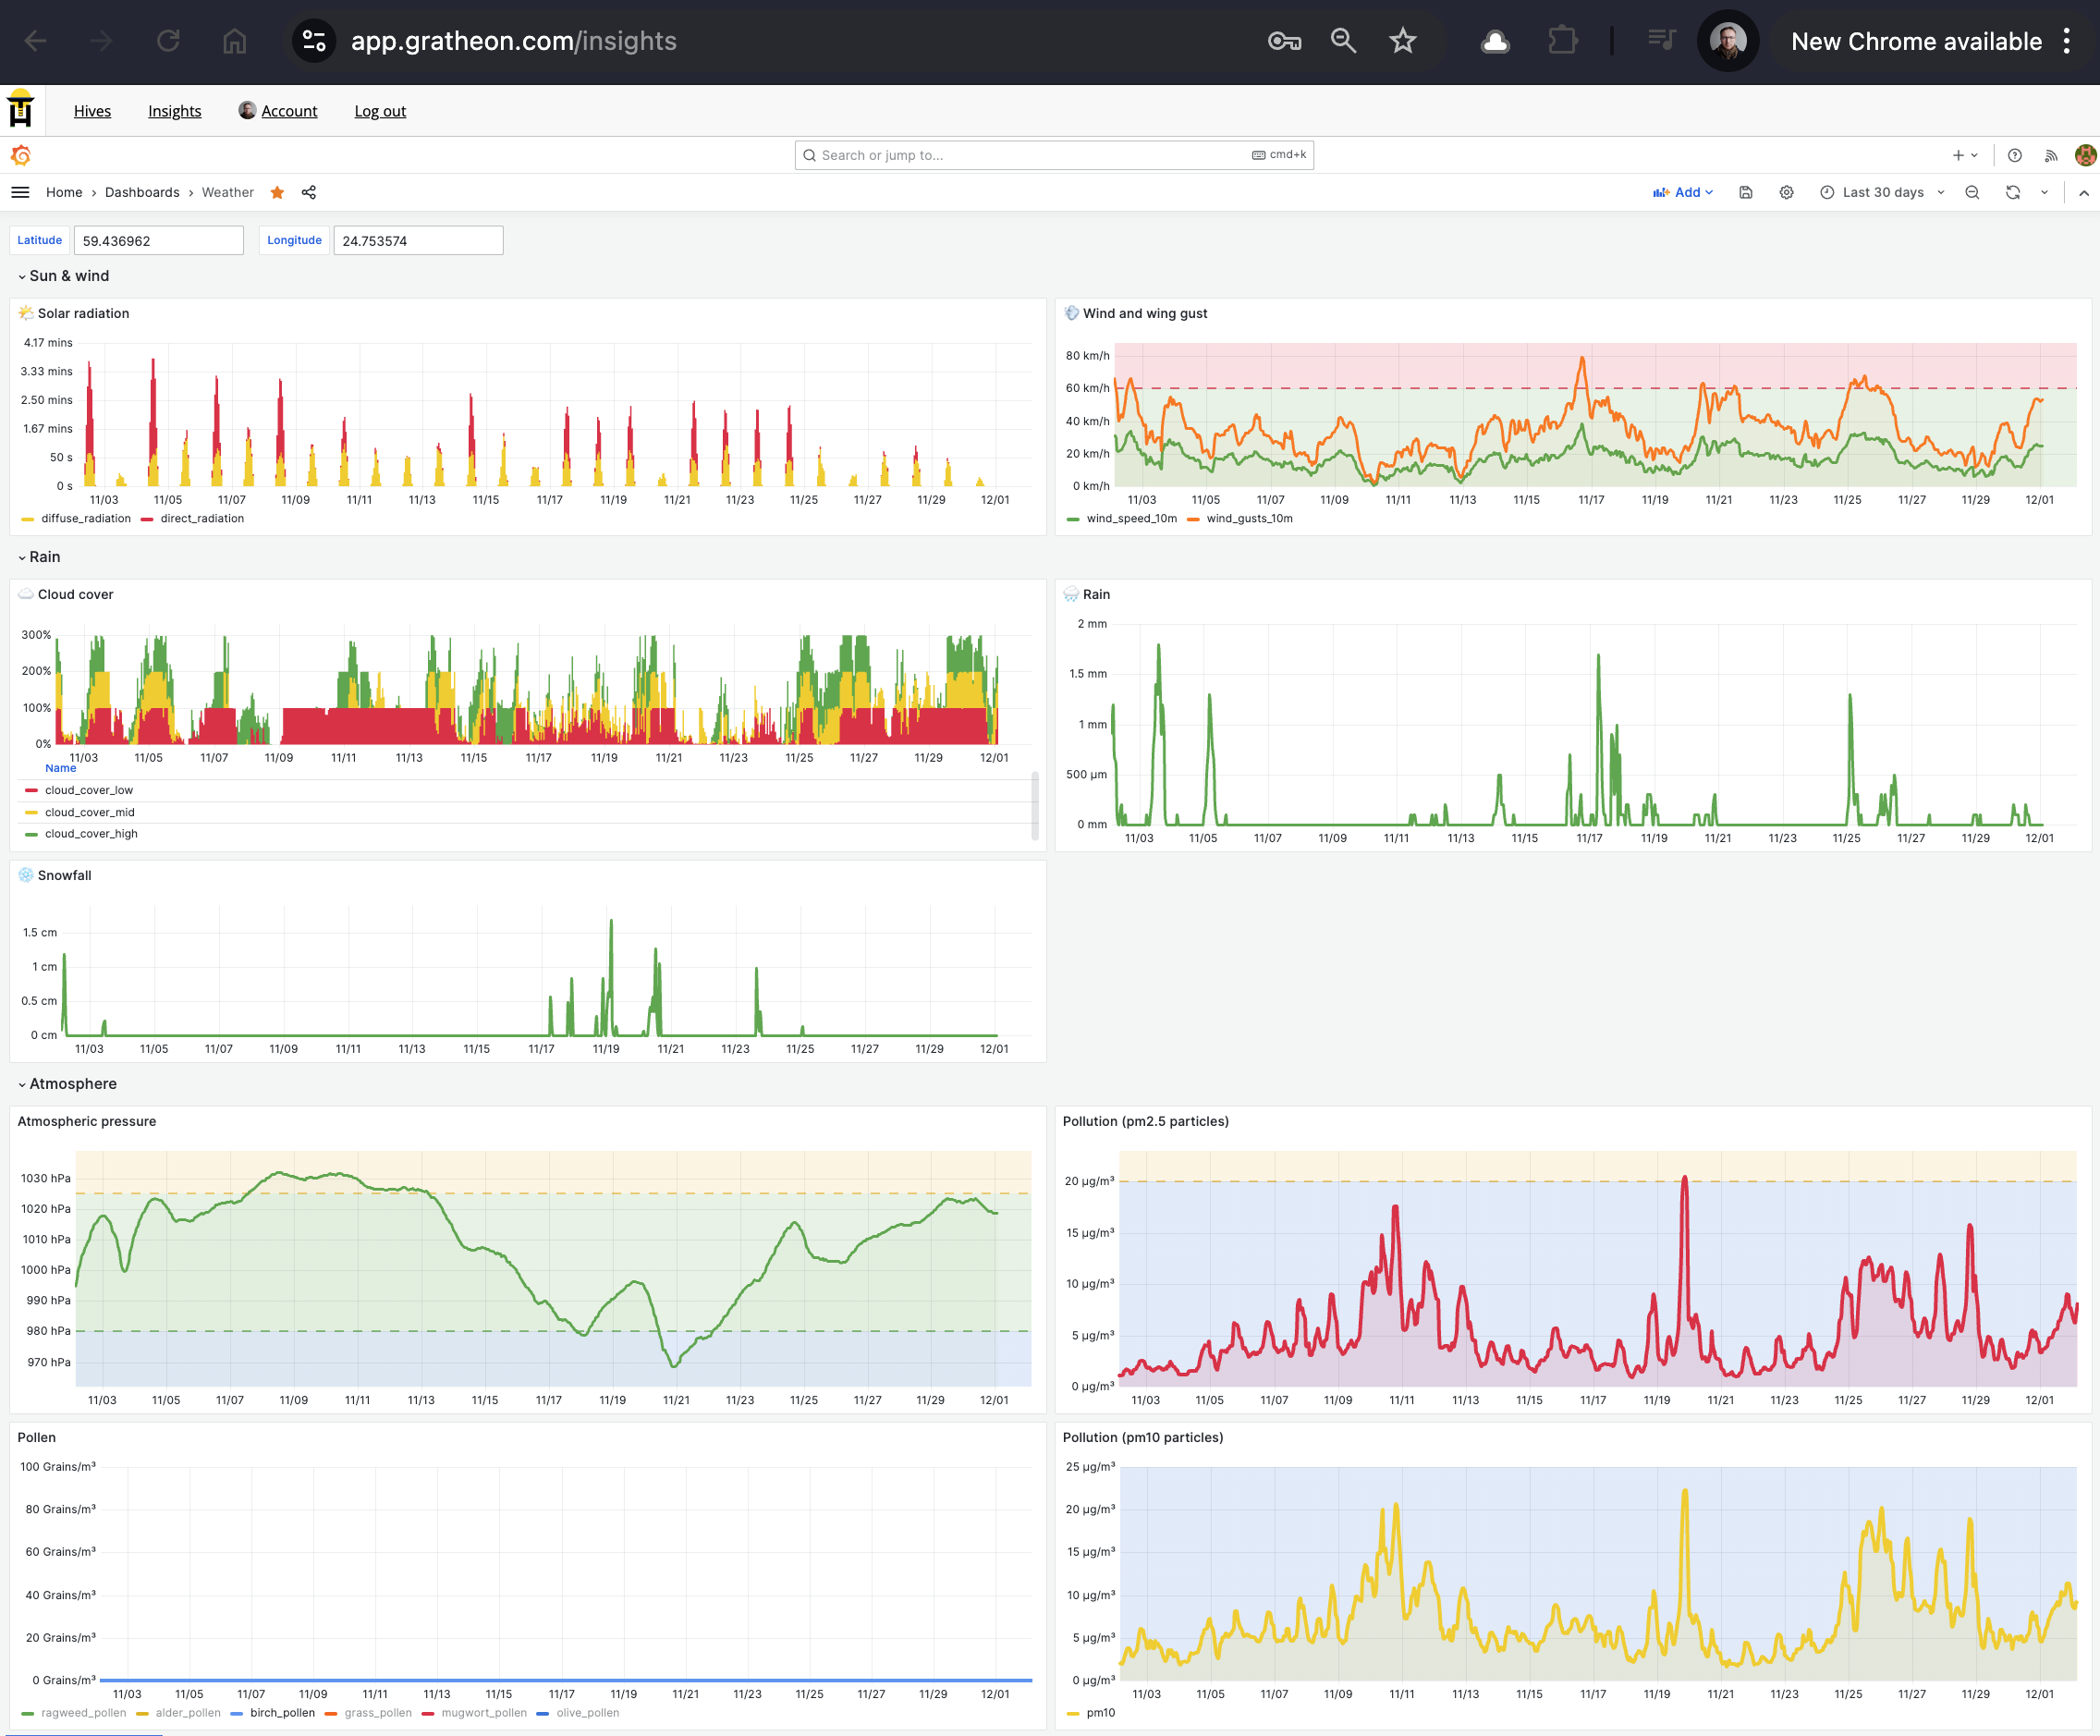 app.gratheon.com/insights
New Chrome available
Hives Insights Account Log out
Search or jump to... cmd+k
Home › Dashboards › Weather
Add Last 30 days
Latitude 59.436962 Longitude 24.753574
Sun & wind
Solar radiation
4.17 mins
3.33 mins
2.50 mins
1.67 mins
50 s
0 s
11/03 11/05 11/07 11/09 11/11 11/13 11/15 11/17 11/19 11/21 11/23 11/25 11/27 11/29 12/01
diffuse_radiation direct_radiation
Wind and wing gust
80 km/h
60 km/h
40 km/h
20 km/h
0 km/h
11/03 11/05 11/07 11/09 11/11 11/13 11/15 11/17 11/19 11/21 11/23 11/25 11/27 11/29 12/01
wind_speed_10m wind_gusts_10m
Rain
Cloud cover
300%
200%
100%
0%
11/03 11/05 11/07 11/09 11/11 11/13 11/15 11/17 11/19 11/21 11/23 11/25 11/27 11/29 12/01
Name
cloud_cover_low
cloud_cover_mid
cloud_cover_high
Rain
2 mm
1.5 mm
1 mm
500 µm
0 mm
11/03 11/05 11/07 11/09 11/11 11/13 11/15 11/17 11/19 11/21 11/23 11/25 11/27 11/29 12/01
Snowfall
1.5 cm
1 cm
0.5 cm
0 cm
11/03 11/05 11/07 11/09 11/11 11/13 11/15 11/17 11/19 11/21 11/23 11/25 11/27 11/29 12/01
Atmosphere
Atmospheric pressure
1030 hPa
1020 hPa
1010 hPa
1000 hPa
990 hPa
980 hPa
970 hPa
11/03 11/05 11/07 11/09 11/11 11/13 11/15 11/17 11/19 11/21 11/23 11/25 11/27 11/29 12/01
Pollution (pm2.5 particles)
20 µg/m³
15 µg/m³
10 µg/m³
5 µg/m³
0 µg/m³
11/03 11/05 11/07 11/09 11/11 11/13 11/15 11/17 11/19 11/21 11/23 11/25 11/27 11/29 12/01
Pollen
100 Grains/m³
80 Grains/m³
60 Grains/m³
40 Grains/m³
20 Grains/m³
0 Grains/m³
11/03 11/05 11/07 11/09 11/11 11/13 11/15 11/17 11/19 11/21 11/23 11/25 11/27 11/29 12/01
ragweed_pollen alder_pollen birch_pollen grass_pollen mugwort_pollen olive_pollen
Pollution (pm10 particles)
25 µg/m³
20 µg/m³
15 µg/m³
10 µg/m³
5 µg/m³
0 µg/m³
11/03 11/05 11/07 11/09 11/11 11/13 11/15 11/17 11/19 11/21 11/23 11/25 11/27 11/29 12/01
pm10